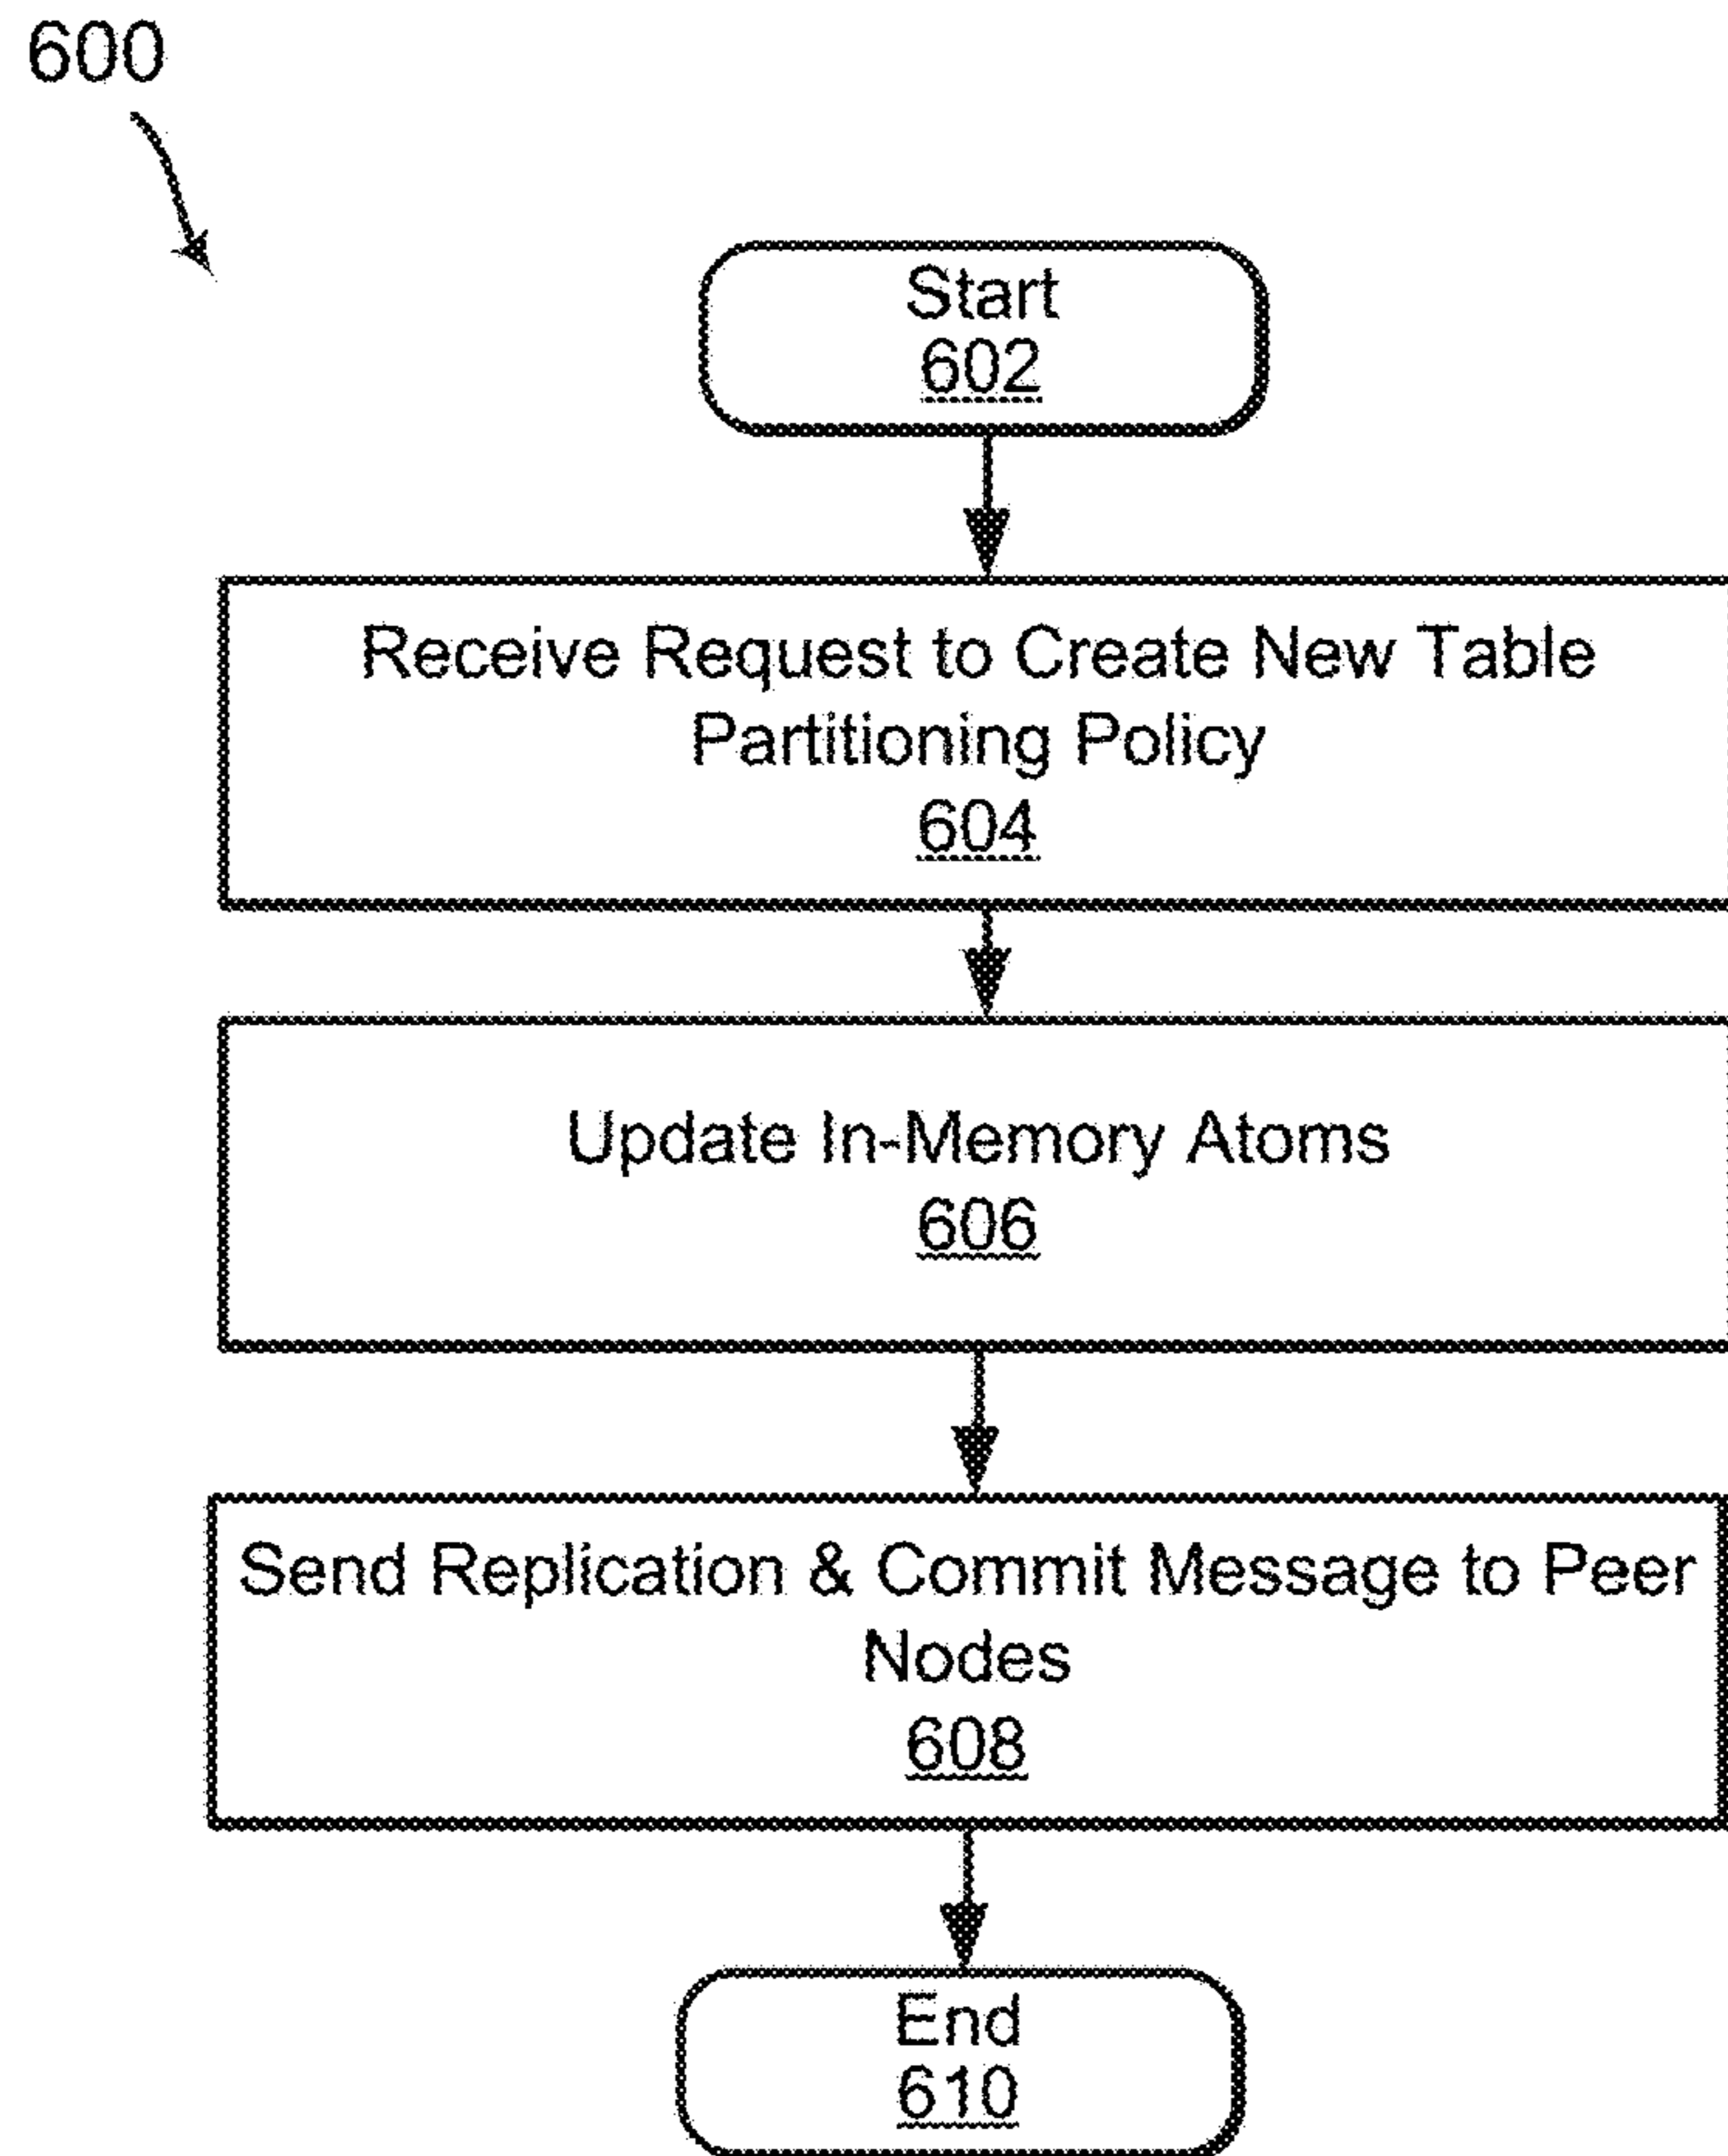 600
Start
602
Receive Request to Create New Table
Partitioning Policy
604
Update In-Memory Atoms
606
Send Replication & Commit Message to Peer
Nodes
608
End
610